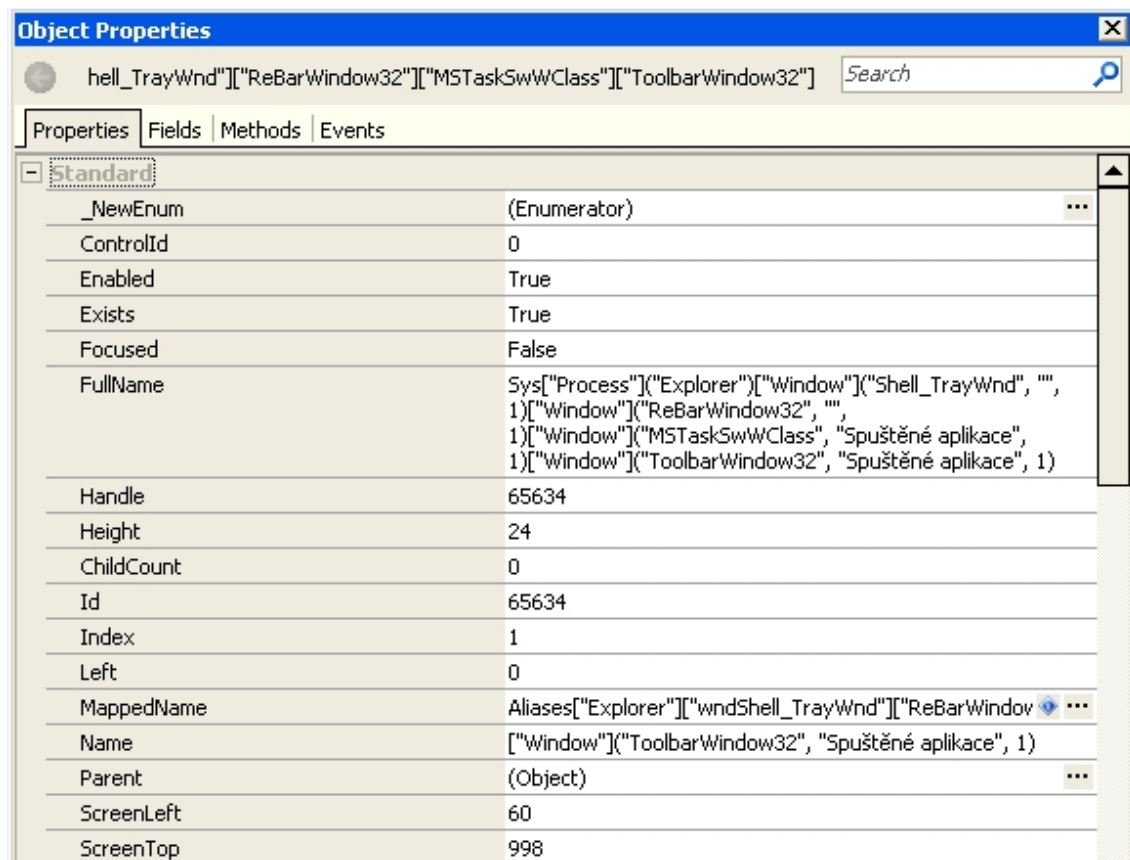 Object Properties
hell_TrayWnd"]["ReBarWindow32"]["MSTaskSwWClass"]["ToolbarWindow32"]
Search
Properties Fields Methods Events
Standard
_NewEnum (Enumerator)
ControlId 0
Enabled True
Exists True
Focused False
FullName Sys["Process"]("Explorer")["Window"]("Shell_TrayWnd", "",
1)["Window"]("ReBarWindow32", "",
1)["Window"]("MSTaskSwWClass", "Spuštěné aplikace",
1)["Window"]("ToolbarWindow32", "Spuštěné aplikace", 1)
Handle 65634
Height 24
ChildCount 0
Id 65634
Index 1
Left 0
MappedName Aliases["Explorer"]["wndShell_TrayWnd"]["ReBarWindov
Name ["Window"]("ToolbarWindow32", "Spuštěné aplikace", 1)
Parent (Object)
ScreenLeft 60
ScreenTop 998